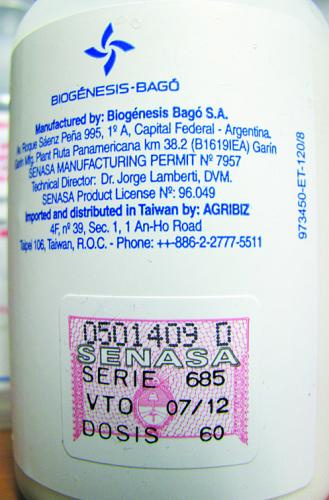 BIOGÉNESIS-BAGÓ
Manufactured by: Biogénesis Bagó S.A.
Av. Roque Sáenz Peña 995, 1º A, Capital Federal - Argentina.
Garín Mfg. Plant Ruta Panamericana km 38.2 (B1619IEA) Garín
SENASA MANUFACTURING PERMIT Nº 7957
Technical Director: Dr. Jorge Lamberti, DVM.
SENASA Product License Nº: 96.049
Imported and distributed in Taiwan by: AGRIBIZ
4F, nº 39, Sec. 1, 1 An-Ho Road
Taipei 106, Taiwan, R.O.C. - Phone: ++-886-2-2777-5511
973450-ET-120/8
0501409 0
SENASA
SERIE 685
VTO 07/12
DOSIS 60